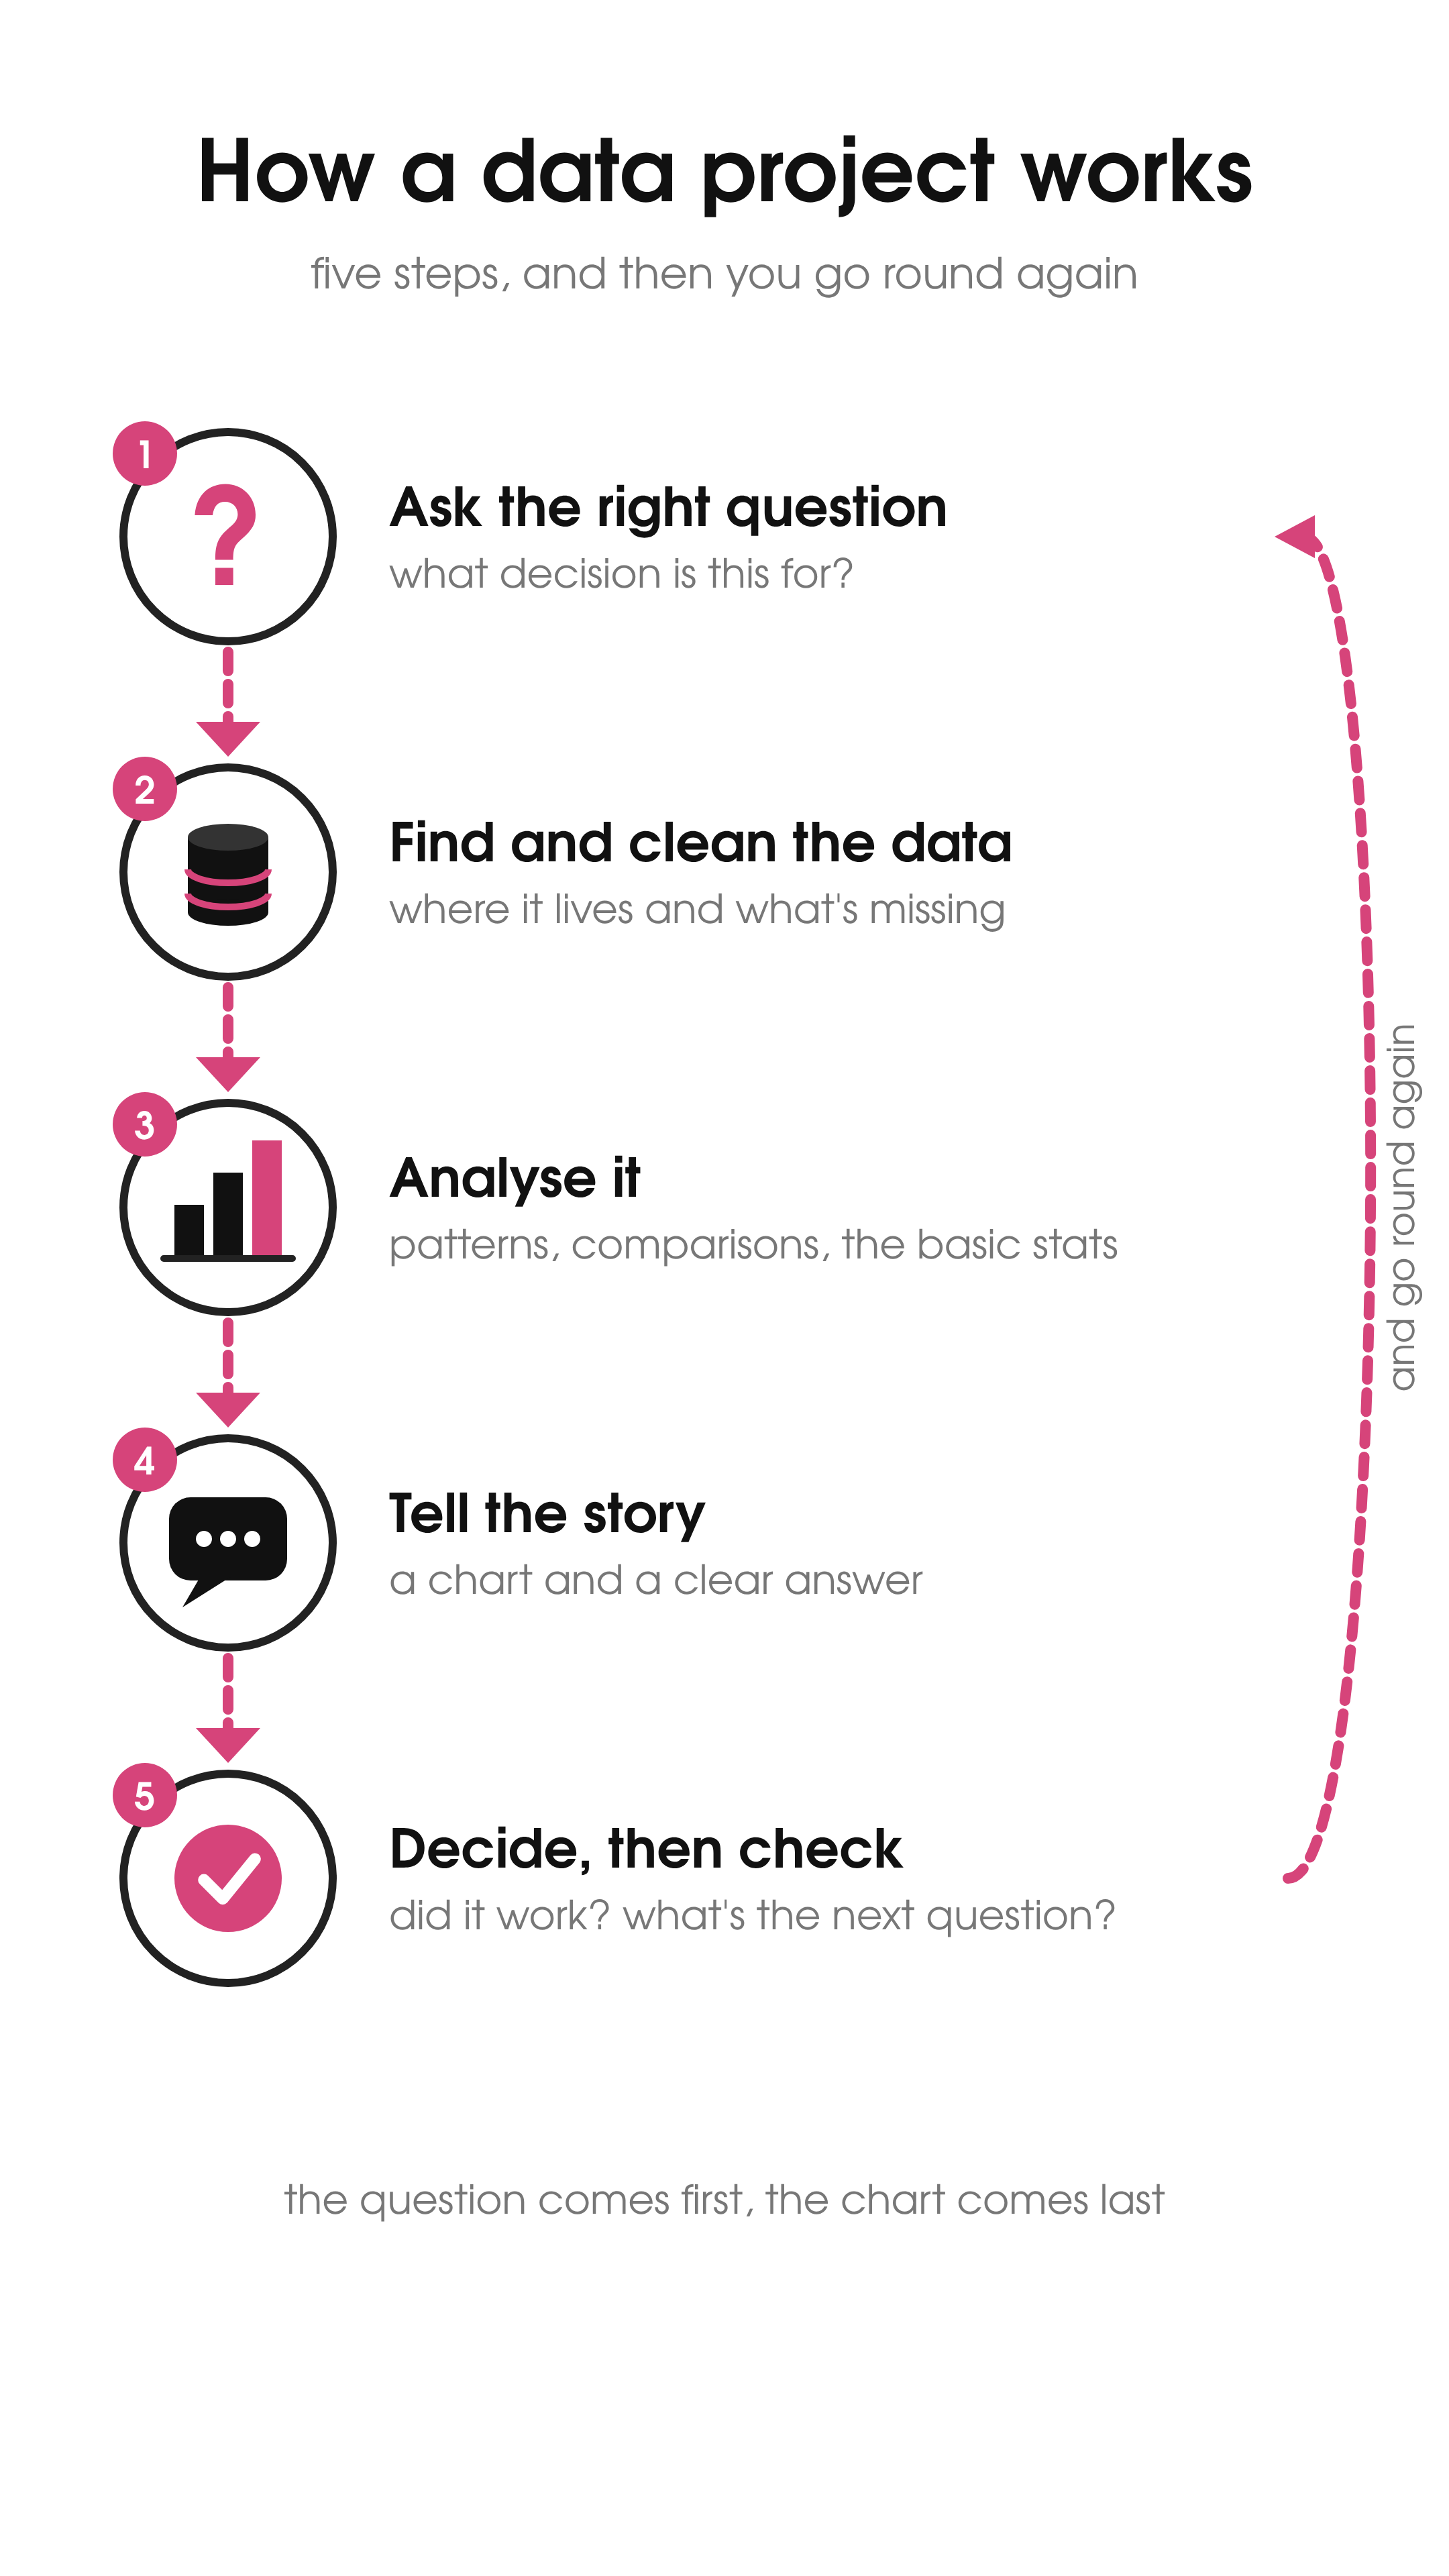 How a data project works
five steps, and then you go round again
1
?
Ask the right question
what decision is this for?
2
Find and clean the data
where it lives and what's missing
3
Analyse it
patterns, comparisons, the basic stats
4
Tell the story
a chart and a clear answer
5
Decide, then check
did it work? what's the next question?
and go round again
the question comes first, the chart comes last